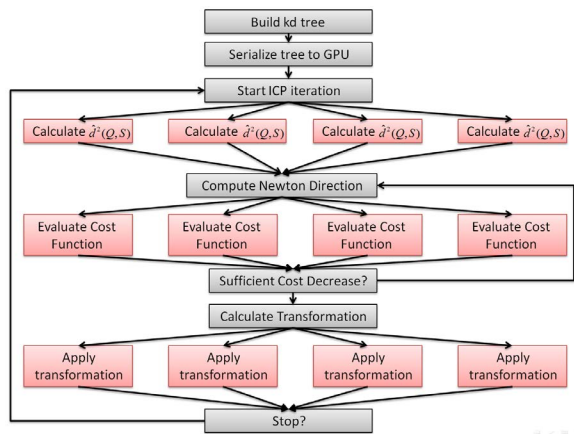 Build kd tree
Serialize tree to GPU
Start ICP iteration
Calculate d̂²(Q,S) Calculate d̂²(Q,S) Calculate d̂²(Q,S) Calculate d̂²(Q,S)
Compute Newton Direction
Evaluate Cost Evaluate Cost Evaluate Cost Evaluate Cost
Function Function Function Function
Sufficient Cost Decrease?
Calculate Transformation
Apply Apply Apply Apply
transformation transformation transformation transformation
Stop?